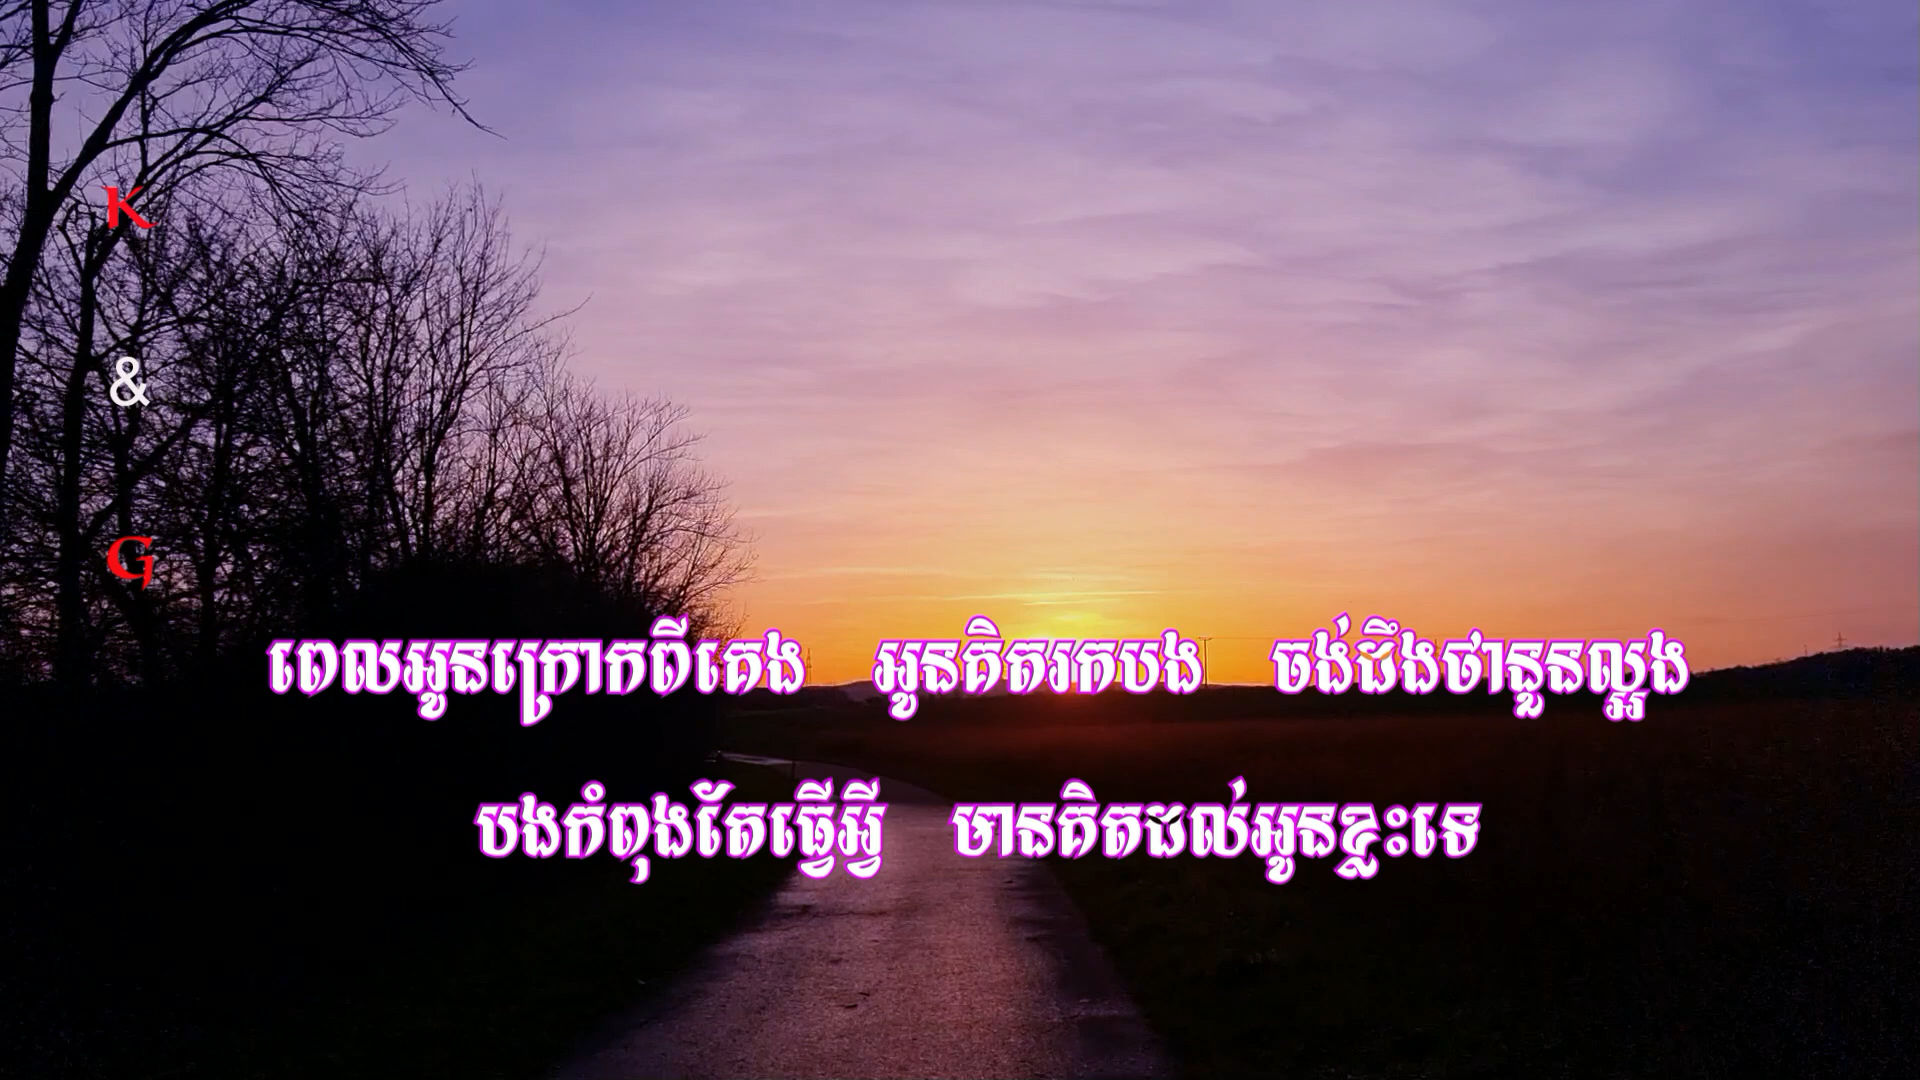 K
&
G
ពេលអូនក្រោកពីគេង អូនគិតរកបង ចង់ដឹងថានួនល្អង
បងកំពុងតែធ្វើអ្វី មានគិតដល់អូនខ្លះទេ